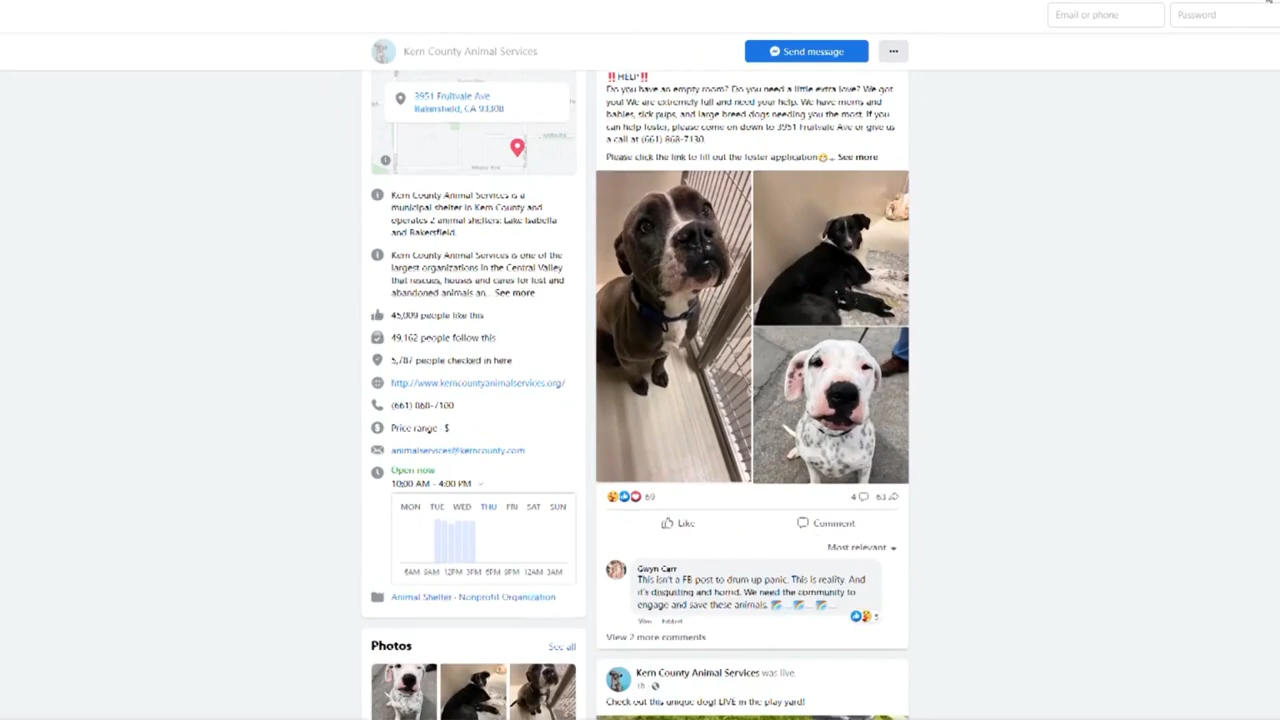 Email or phone
Password
Kern County Animal Services
Send message
3951 Fruitvale Ave
Bakersfield, CA 93308
Kern County Animal Services is a
municipal shelter in Kern County and
operates 2 animal shelters: Lake Isabella
and Bakersfield.
Kern County Animal Services is one of the
largest organizations in the Central Valley
that rescues, houses and cares for lost and
abandoned animals an... See more
45,009 people like this
49,162 people follow this
5,787 people checked in here
http://www.kerncountyanimalservices.org/
(661) 868-7100
Price range · $
animalservices@kerncounty.com
Open now
10:00 AM - 4:00 PM
MON TUE WED THU FRI SAT SUN
6AM 9AM 12PM 3PM 6PM 9PM 12AM 3AM
Animal Shelter · Nonprofit Organization
Photos
See all
‼️HELP‼️
Do you have an empty room? Do you need a little extra love? We got
you! We are extremely full and need your help. We have moms and
babies, sick pups, and large breed dogs needing you the most. If you
can help foster, please come on down to 3951 Fruitvale Ave or give us
a call at (661) 868-7130.
Please click the link to fill out the foster application😁... See more
69
4
63
Like
Comment
Most relevant
Gwyn Carr
This isn't a FB post to drum up panic. This is reality. And
it's disgusting and horrid. We need the community to
engage and save these animals.
5
Edited
View 2 more comments
Kern County Animal Services was live.
1h
Check out this unique dog! LIVE in the play yard!